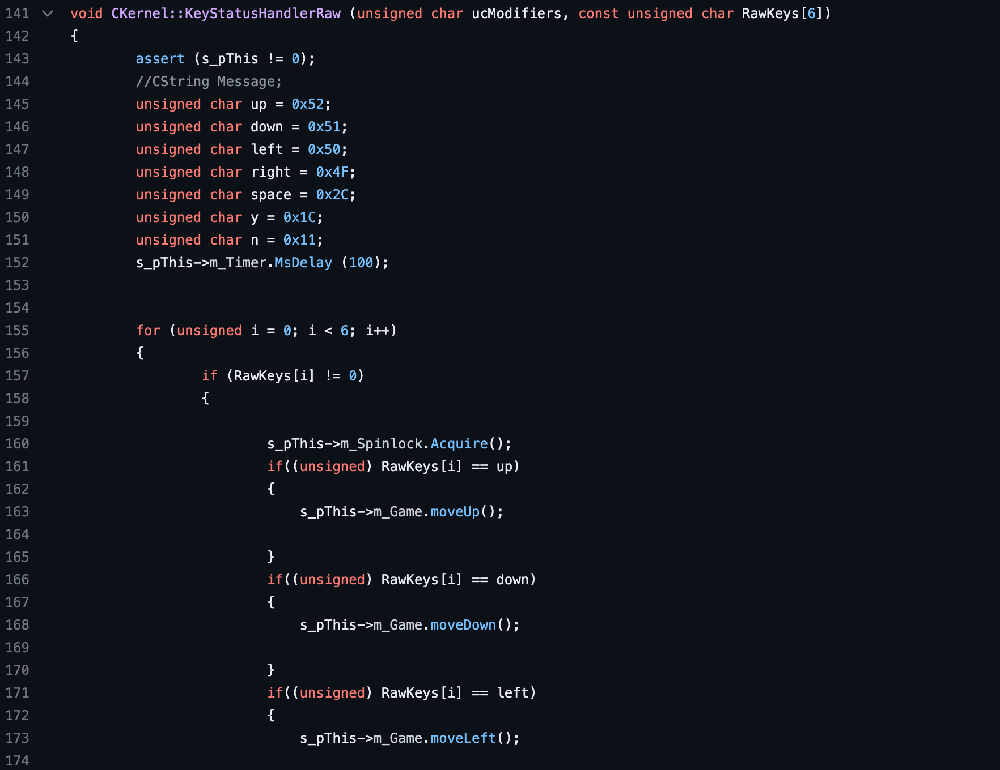 141 void CKernel::KeyStatusHandlerRaw (unsigned char ucModifiers, const unsigned char RawKeys[6])
142 {
143 assert (s_pThis != 0);
144 //CString Message;
145 unsigned char up = 0x52;
146 unsigned char down = 0x51;
147 unsigned char left = 0x50;
148 unsigned char right = 0x4F;
149 unsigned char space = 0x2C;
150 unsigned char y = 0x1C;
151 unsigned char n = 0x11;
152 s_pThis->m_Timer.MsDelay (100);
153
154
155 for (unsigned i = 0; i < 6; i++)
156 {
157 if (RawKeys[i] != 0)
158 {
159
160 s_pThis->m_Spinlock.Acquire();
161 if((unsigned) RawKeys[i] == up)
162 {
163 s_pThis->m_Game.moveUp();
164
165 }
166 if((unsigned) RawKeys[i] == down)
167 {
168 s_pThis->m_Game.moveDown();
169
170 }
171 if((unsigned) RawKeys[i] == left)
172 {
173 s_pThis->m_Game.moveLeft();
174